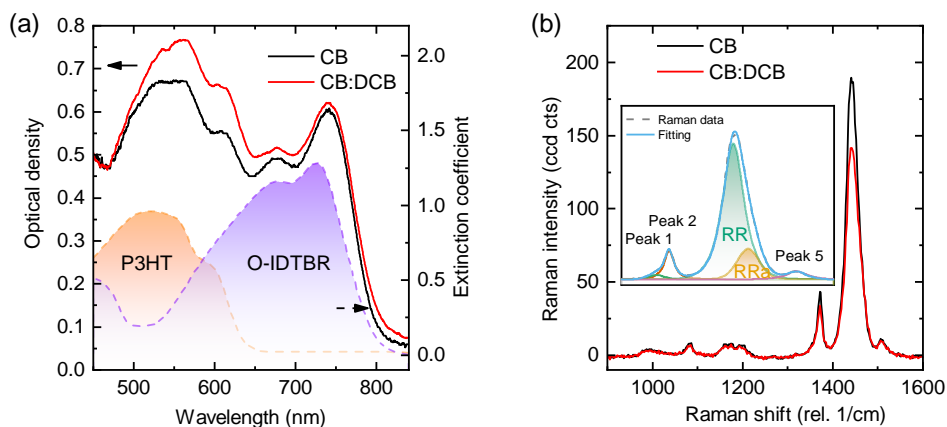 (a)
0.8
0.7
0.6
0.5
0.4
0.3
0.2
0.1
Optical density
CB
CB:DCB
P3HT
O-IDTBR
2.0
1.5
1.0
0.5
0.0
Extinction coefficient
500 600 700 800
Wavelength (nm)
(b)
200
150
100
50
0
Raman intensity (ccd cts)
CB
CB:DCB
Raman data
Fitting
Peak 2
Peak 1
RR
RRa
Peak 5
1000 1200 1400 1600
Raman shift (rel. 1/cm)